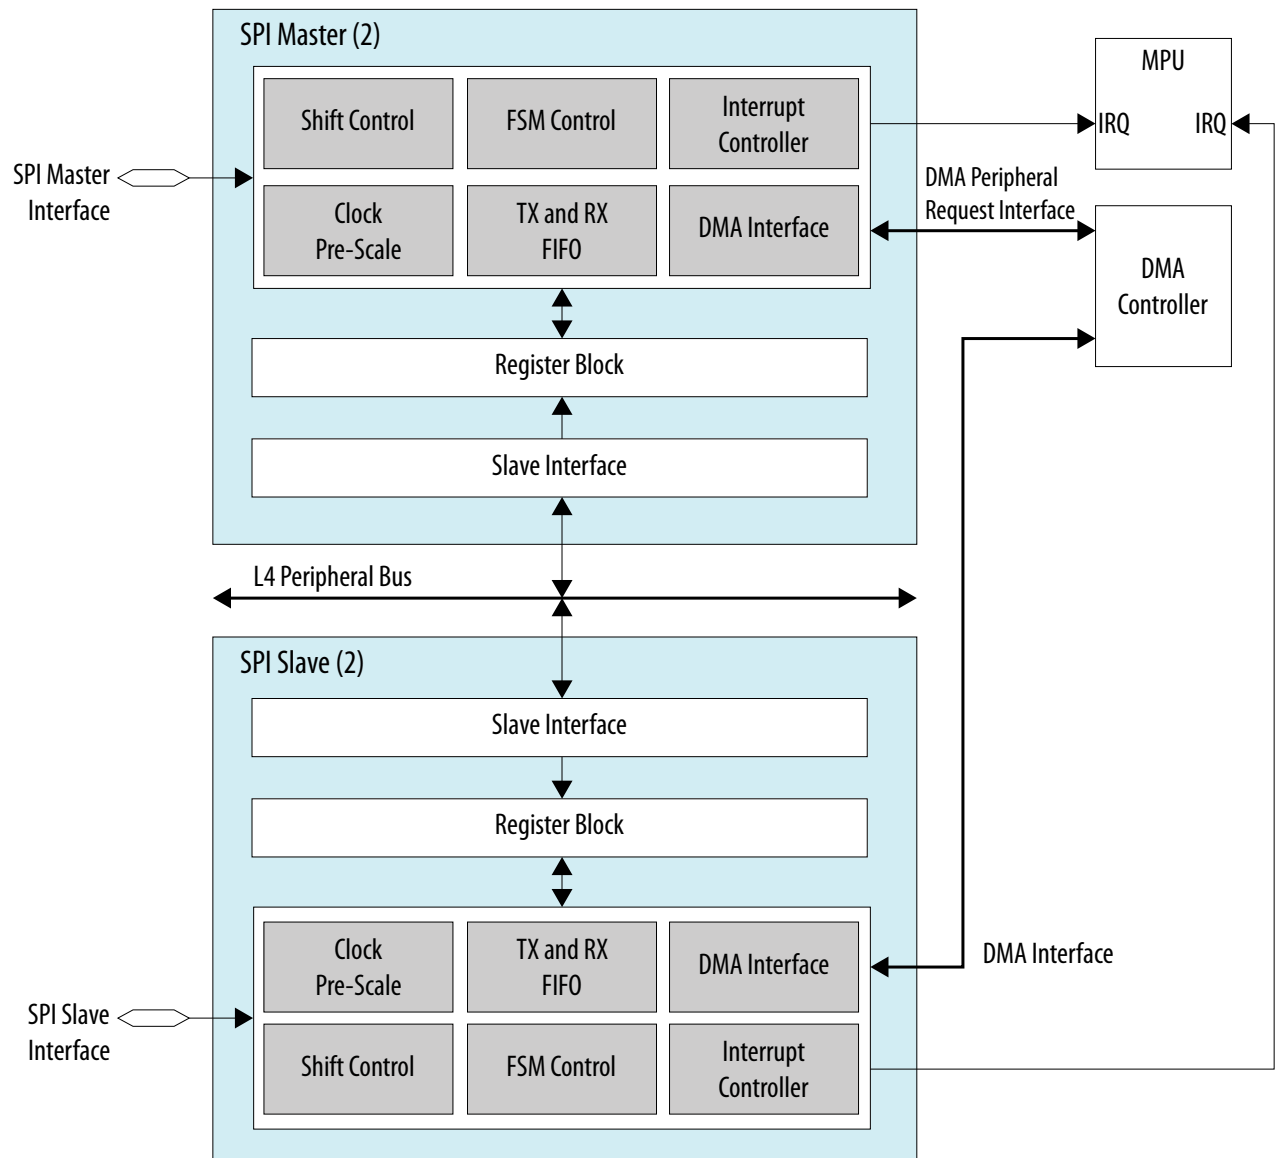 SPI Master (2)
MPU
Shift Control
FSM Control
Interrupt
Controller
IRQ
IRQ
SPI Master
Interface
DMA Peripheral
Request Interface
Clock
Pre-Scale
TX and RX
FIFO
DMA Interface
DMA
Controller
Register Block
Slave Interface
L4 Peripheral Bus
SPI Slave (2)
Slave Interface
Register Block
Clock
Pre-Scale
TX and RX
FIFO
DMA Interface
DMA Interface
SPI Slave
Interface
Shift Control
FSM Control
Interrupt
Controller